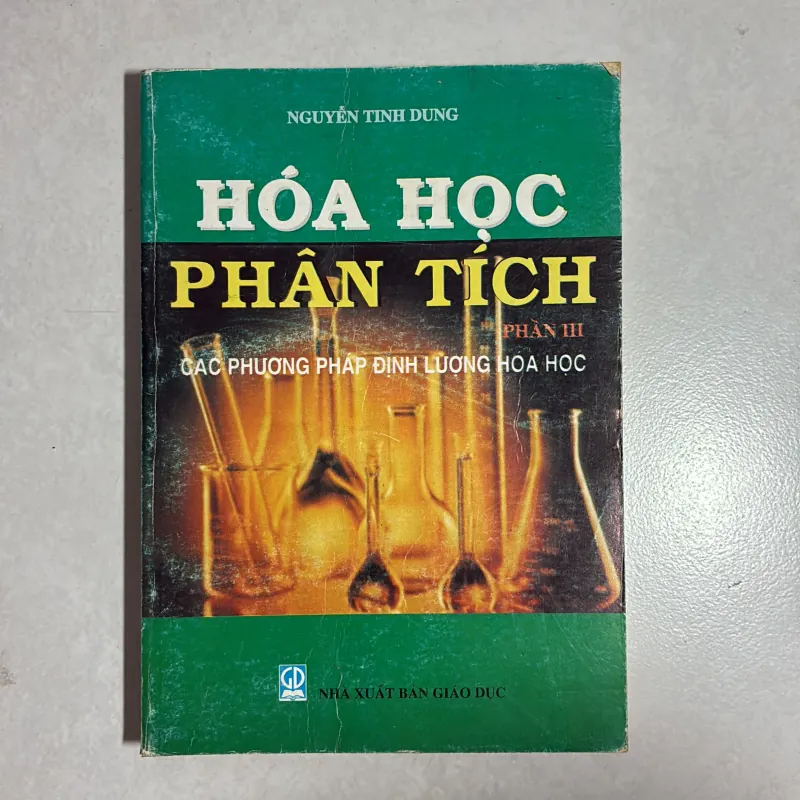 NGUYỄN TINH DUNG
HÓA HỌC
PHÂN TÍCH
PHẦN III
CÁC PHƯƠNG PHÁP ĐỊNH LƯỢNG HÓA HỌC
GD
NHÀ XUẤT BẢN GIÁO DỤC